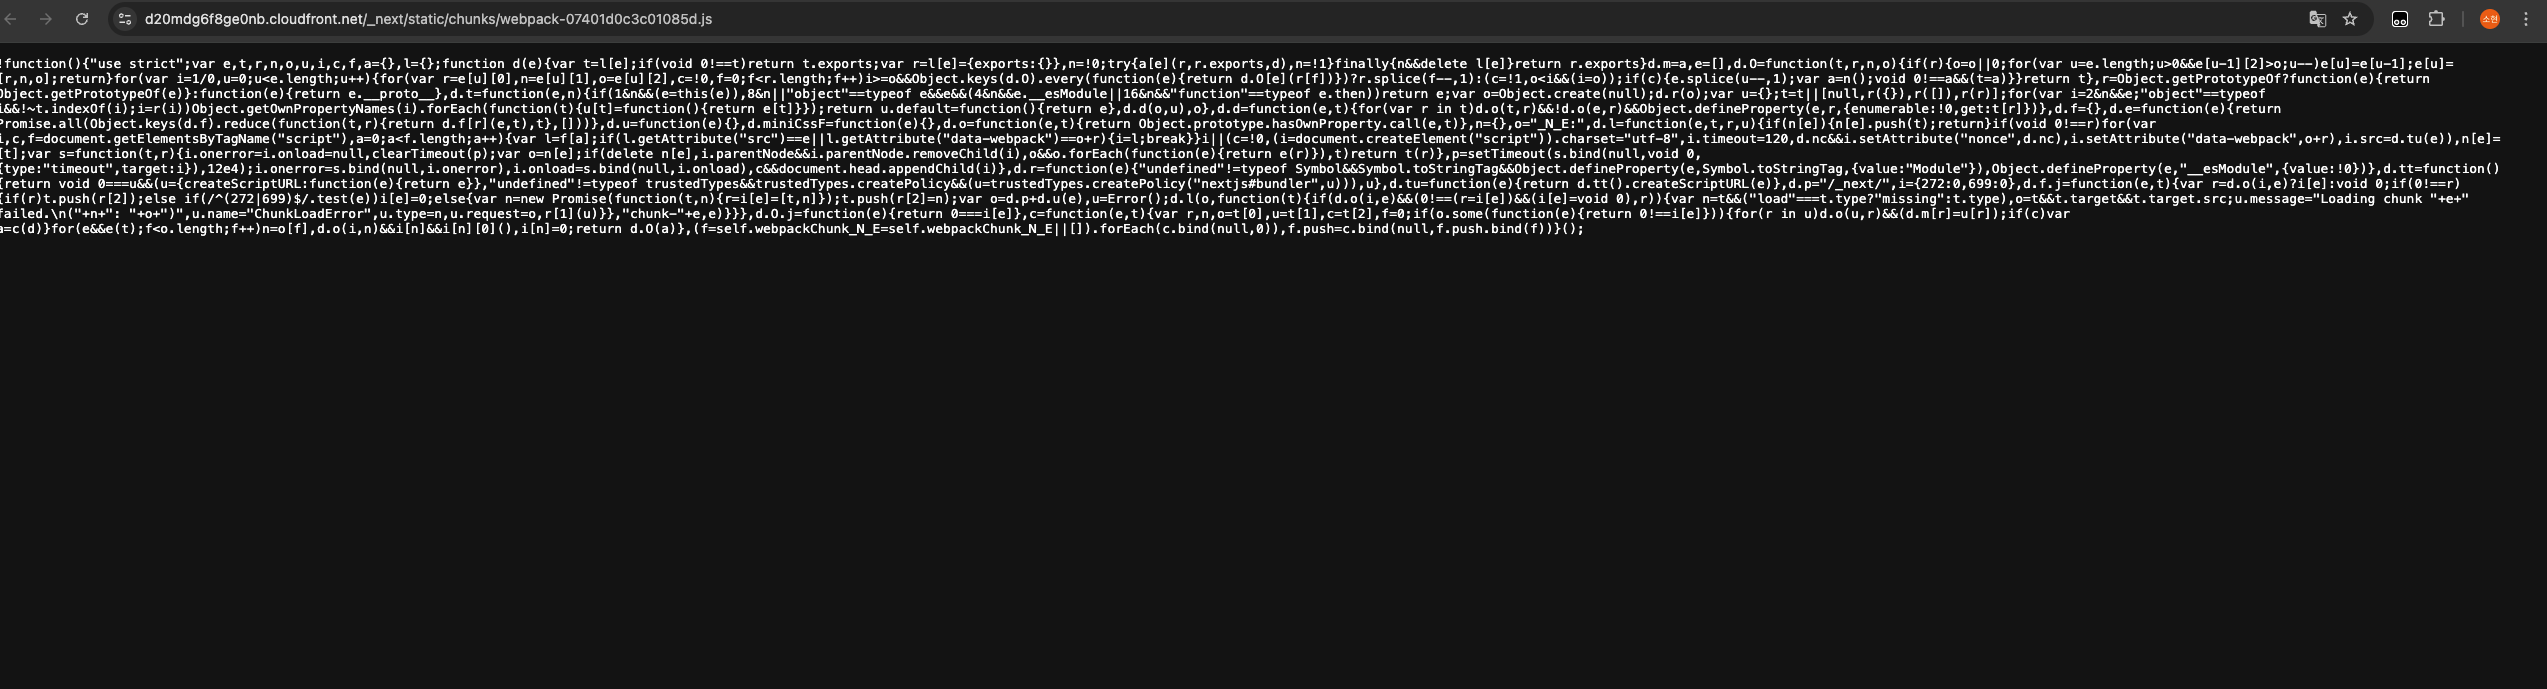 d20mdg6f8ge0nb.cloudfront.net/_next/static/chunks/webpack-07401d0c3c01085d.js
소현
!function(){"use strict";var e,t,r,n,o,u,i,c,f,a={},l={};function d(e){var t=l[e];if(void 0!==t)return t.exports;var r=l[e]={exports:{}},n=!0;try{a[e](r,r.exports,d),n=!1}finally{n&&delete l[e]}return r.exports}d.m=a,e=[],d.O=function(t,r,n,o){if(r){o=o||0;for(var u=e.length;u>0&&e[u-1][2]>o;u--)e[u]=e[u-1];e[u]=
[r,n,o];return}for(var i=1/0,u=0;u<e.length;u++){for(var r=e[u][0],n=e[u][1],o=e[u][2],c=!0,f=0;f<r.length;f++)i>=o&&Object.keys(d.O).every(function(e){return d.O[e](r[f])})?r.splice(f--,1):(c=!1,o<i&&(i=o));if(c){e.splice(u--,1);var a=n();void 0!==a&&(t=a)}}return t},r=Object.getPrototypeOf?function(e){return
Object.getPrototypeOf(e)}:function(e){return e.__proto__},d.t=function(e,n){if(1&n&&(e=this(e)),8&n||"object"==typeof e&&e&&(4&n&&e.__esModule||16&n&&"function"==typeof e.then))return e;var o=Object.create(null);d.r(o);var u={};t=t||[null,r({}),r([]),r(r)];for(var i=2&n&&e;"object"==typeof
i&&!~t.indexOf(i);i=r(i))Object.getOwnPropertyNames(i).forEach(function(t){u[t]=function(){return e[t]}});return u.default=function(){return e},d.d(o,u),o},d.d=function(e,t){for(var r in t)d.o(t,r)&&!d.o(e,r)&&Object.defineProperty(e,r,{enumerable:!0,get:t[r]})},d.f={},d.e=function(e){return
Promise.all(Object.keys(d.f).reduce(function(t,r){return d.f[r](e,t),t},[]))},d.u=function(e){},d.miniCssF=function(e){},d.o=function(e,t){return Object.prototype.hasOwnProperty.call(e,t)},n={},o="_N_E:",d.l=function(e,t,r,u){if(n[e]){n[e].push(t);return}if(void 0!==r)for(var
i,c,f=document.getElementsByTagName("script"),a=0;a<f.length;a++){var l=f[a];if(l.getAttribute("src")==e||l.getAttribute("data-webpack")==o+r){i=l;break}}i||(c=!0,(i=document.createElement("script")).charset="utf-8",i.timeout=120,d.nc&&i.setAttribute("nonce",d.nc),i.setAttribute("data-webpack",o+r),i.src=d.tu(e)),n[e]=
[t];var s=function(t,r){i.onerror=i.onload=null,clearTimeout(p);var o=n[e];if(delete n[e],i.parentNode&&i.parentNode.removeChild(i),o&&o.forEach(function(e){return e(r)}),t)return t(r)},p=setTimeout(s.bind(null,void 0,
{type:"timeout",target:i}),12e4);i.onerror=s.bind(null,i.onerror),i.onload=s.bind(null,i.onload),c&&document.head.appendChild(i)},d.r=function(e){"undefined"!=typeof Symbol&&Symbol.toStringTag&&Object.defineProperty(e,Symbol.toStringTag,{value:"Module"}),Object.defineProperty(e,"__esModule",{value:!0})},d.tt=function()
{return void 0===u&&(u={createScriptURL:function(e){return e}},"undefined"!=typeof trustedTypes&&trustedTypes.createPolicy&&(u=trustedTypes.createPolicy("nextjs#bundler",u))),u},d.tu=function(e){return d.tt().createScriptURL(e)},d.p="/_next/",i={272:0,699:0},d.f.j=function(e,t){var r=d.o(i,e)?i[e]:void 0;if(0!==r)
{if(r)t.push(r[2]);else if(/^(272|699)$/.test(e))i[e]=0;else{var n=new Promise(function(t,n){r=i[e]=[t,n]});t.push(r[2]=n);var o=d.p+d.u(e),u=Error();d.l(o,function(t){if(d.o(i,e)&&(0!==(r=i[e])&&(i[e]=void 0),r)){var n=t&&("load"===t.type?"missing":t.type),o=t&&t.target&&t.target.src;u.message="Loading chunk "+e+"
failed.\n("+n+": "+o+")",u.name="ChunkLoadError",u.type=n,u.request=o,r[1](u)}},"chunk-"+e,e)}}},d.O.j=function(e){return 0===i[e]},c=function(e,t){var r,n,o=t[0],u=t[1],c=t[2],f=0;if(o.some(function(e){return 0!==i[e]})){for(r in u)d.o(u,r)&&(d.m[r]=u[r]);if(c)var
a=c(d)}for(e&&e(t);f<o.length;f++)n=o[f],d.o(i,n)&&i[n]&&i[n][0](),i[n]=0;return d.O(a)},(f=self.webpackChunk_N_E=self.webpackChunk_N_E||[]).forEach(c.bind(null,0)),f.push=c.bind(null,f.push.bind(f))}();